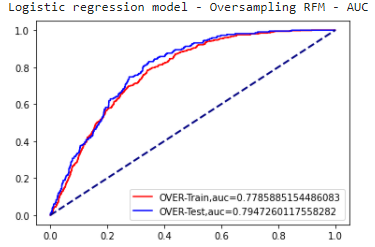 Logistic regression model - Oversampling RFM - AUC
1.0
0.8
0.6
0.4
0.2
0.0
OVER-Train,auc=0.7785885154486083
OVER-Test,auc=0.7947260117558282
0.0 0.2 0.4 0.6 0.8 1.0